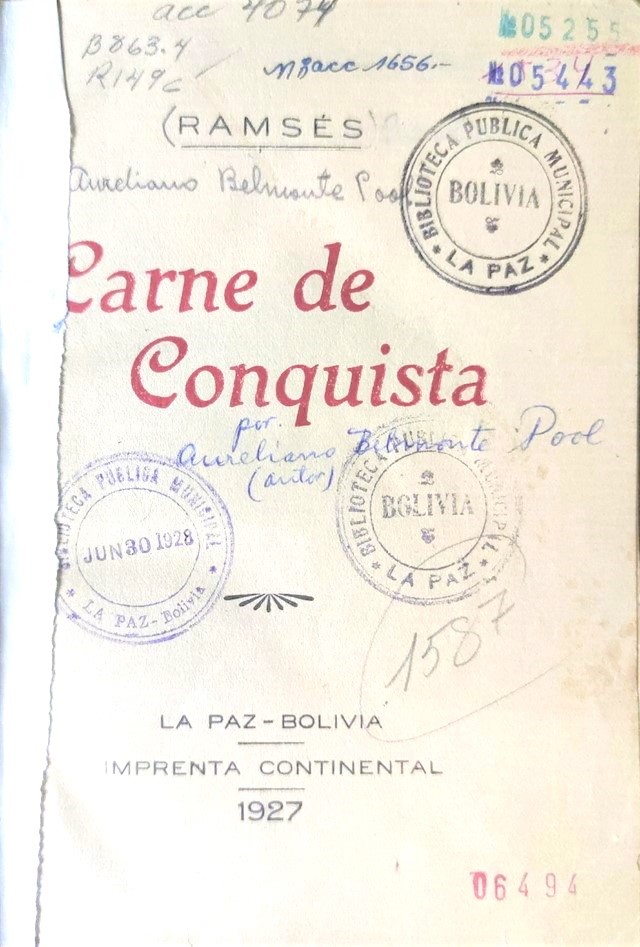 acc 4074
B863.4
R149c
Nº 05255
Nº 05443
(RAMSÉS)
Aureliano Belmonte Pool
BIBLIOTECA PUBLICA MUNICIPAL
BOLIVIA
* LA PAZ *
Carne de
Conquista
por.
Aureliano Belmonte Pool
(autor)
BIBLIOTECA PUBLICA MUNICIPAL
BOLIVIA
* LA PAZ *
BIBLIOTECA PUBLICA MUNICIPAL
JUN 30 1928
* LA PAZ - Bolivia *
1587
LA PAZ - BOLIVIA
IMPRENTA CONTINENTAL
1927
06494